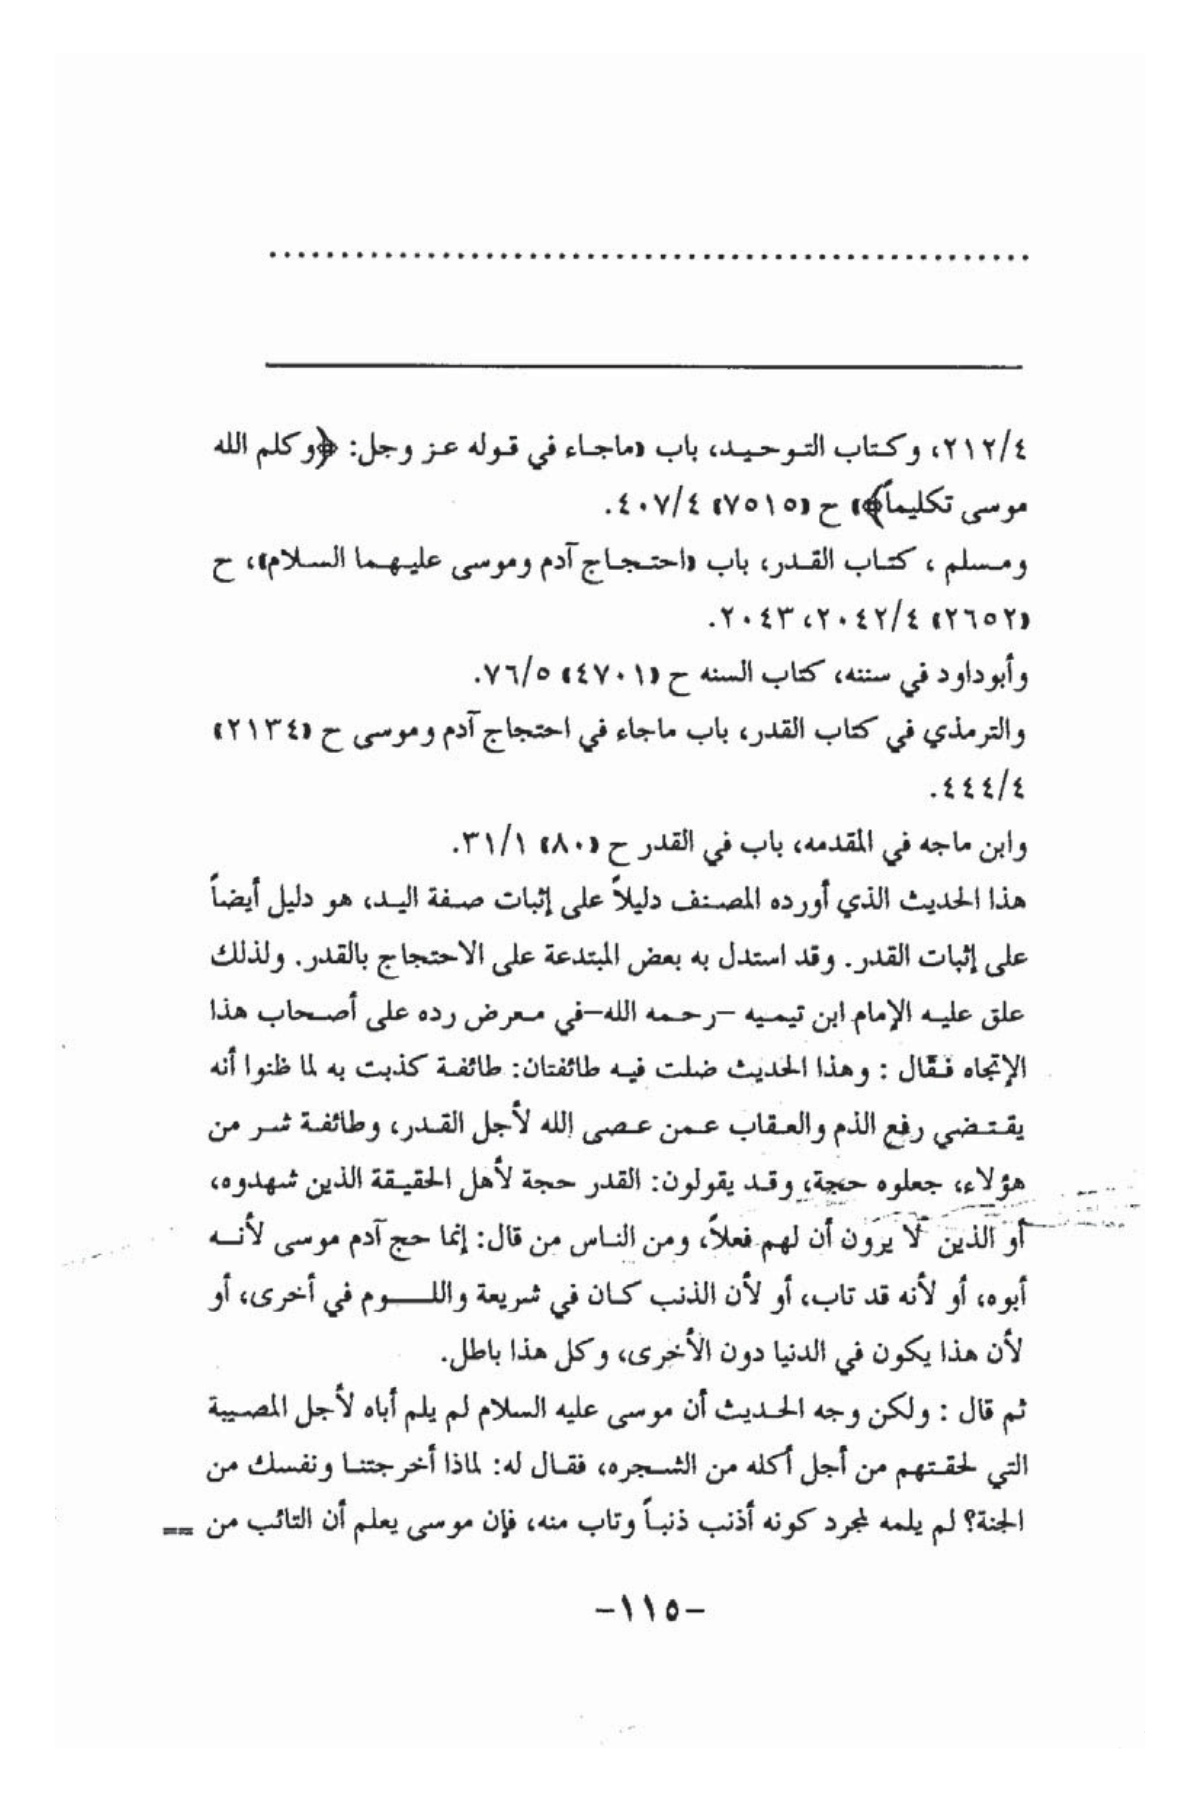 ..................................................
٢١٢/٤، وكتاب التوحيد، باب «ماجاء في قوله عز وجل: ﴿وكلم الله
موسى تكليماً﴾» ح «٧٥١٥» ٤٠٧/٤.
ومسلم ، كتاب القدر، باب «احتجاج آدم وموسى عليهما السلام»، ح
«٢٦٥٢» ٢٠٤٢/٤، ٢٠٤٣.
وأبوداود في سننه، كتاب السنه ح «٤٧٠١» ٧٦/٥.
والترمذي في كتاب القدر، باب ماجاء في احتجاج آدم وموسى ح «٢١٣٤»
٤٤٤/٤.
وابن ماجه في المقدمه، باب في القدر ح «٨٠» ٣١/١.
هذا الحديث الذي أورده المصنف دليلاً على إثبات صفة اليد، هو دليل أيضاً
على إثبات القدر. وقد استدل به بعض المبتدعة على الاحتجاج بالقدر. ولذلك
علق عليه الإمام ابن تيميه -رحمه الله-في معرض رده على أصحاب هذا
الإتجاه فقال : وهذا الحديث ضلت فيه طائفتان: طائفة كذبت به لما ظنوا أنه
يقتضي رفع الذم والعقاب عمن عصى الله لأجل القدر، وطائفة شر من
هؤلاء، جعلوه حجة، وقد يقولون: القدر حجة لأهل الحقيقة الذين شهدوه،
أو الذين لا يرون أن لهم فعلاً، ومن الناس من قال: إنما حج آدم موسى لأنه
أبوه، أو لأنه قد تاب، أو لأن الذنب كان في شريعة واللوم في أخرى، أو
لأن هذا يكون في الدنيا دون الأخرى، وكل هذا باطل.
ثم قال : ولكن وجه الحديث أن موسى عليه السلام لم يلم أباه لأجل المصيبة
التي لحقتهم من أجل أكله من الشجره، فقال له: لماذا أخرجتنا ونفسك من
الجنة؟ لم يلمه لمجرد كونه أذنب ذنباً وتاب منه، فإن موسى يعلم أن التائب من ==
-١١٥-